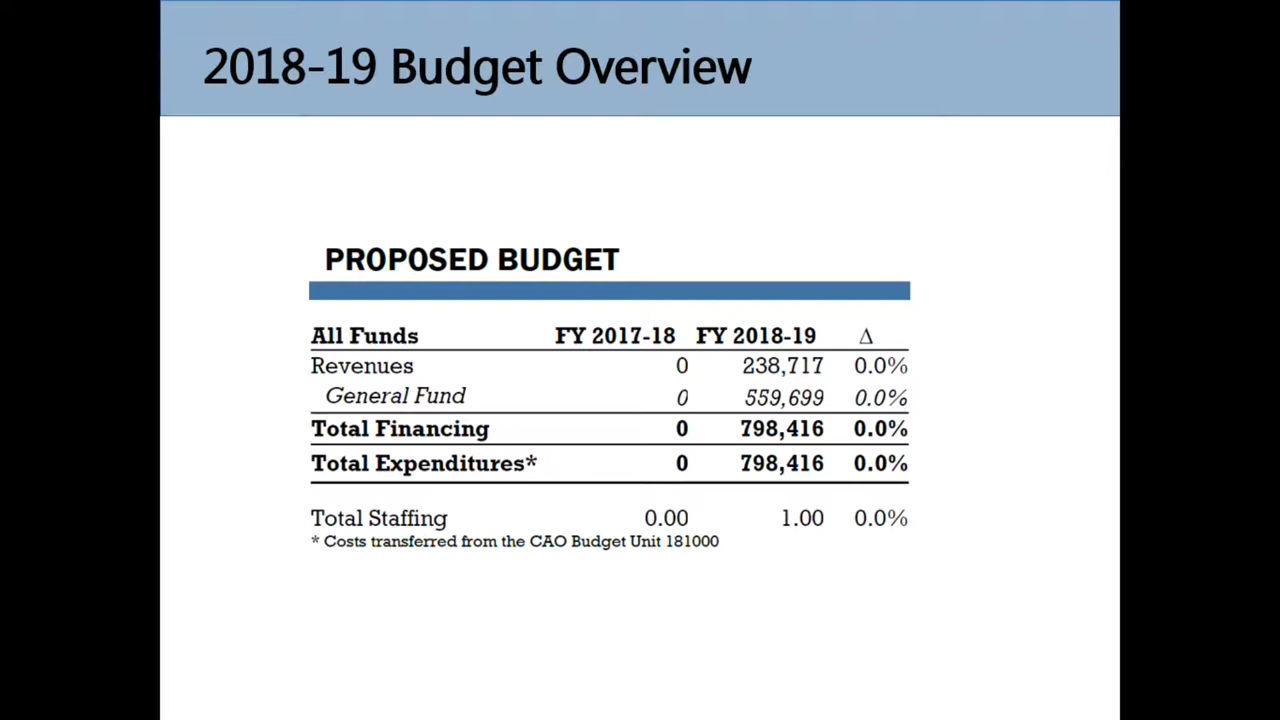 2018-19 Budget Overview
PROPOSED BUDGET
All Funds FY 2017-18 FY 2018-19 Δ
Revenues 0 238,717 0.0%
General Fund 0 559,699 0.0%
Total Financing 0 798,416 0.0%
Total Expenditures* 0 798,416 0.0%
Total Staffing 0.00 1.00 0.0%
* Costs transferred from the CAO Budget Unit 181000